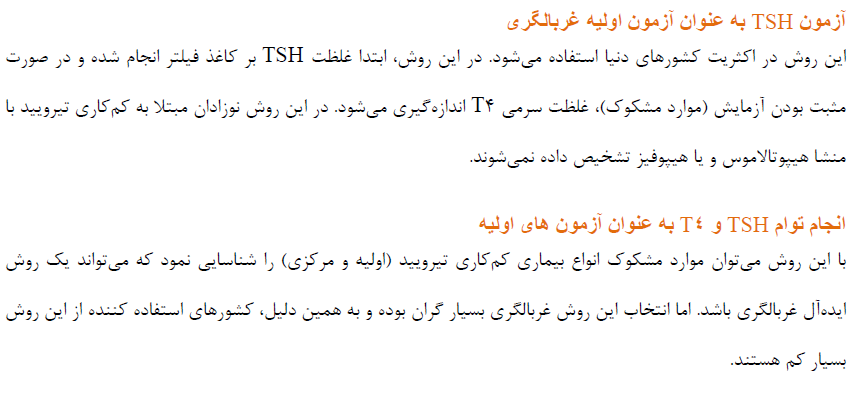 آزمون TSH به عنوان آزمون اولیه غربالگری
این روش در اکثریت کشورهای دنیا استفاده می‌شود. در این روش، ابتدا غلظت TSH بر کاغذ فیلتر انجام شده و در صورت
مثبت بودن آزمایش (موارد مشکوک)، غلظت سرمی T۴ اندازه‌گیری می‌شود. در این روش نوزادان مبتلا به کم‌کاری تیرویید با
منشا هیپوتالاموس و یا هیپوفیز تشخیص داده نمی‌شوند.
انجام توام TSH و T٤ به عنوان آزمون های اولیه
با این روش می‌توان موارد مشکوک انواع بیماری کم‌کاری تیرویید (اولیه و مرکزی) را شناسایی نمود که می‌تواند یک روش
ایده‌آل غربالگری باشد. اما انتخاب این روش غربالگری بسیار گران بوده و به همین دلیل، کشورهای استفاده کننده از این روش
بسیار کم هستند.